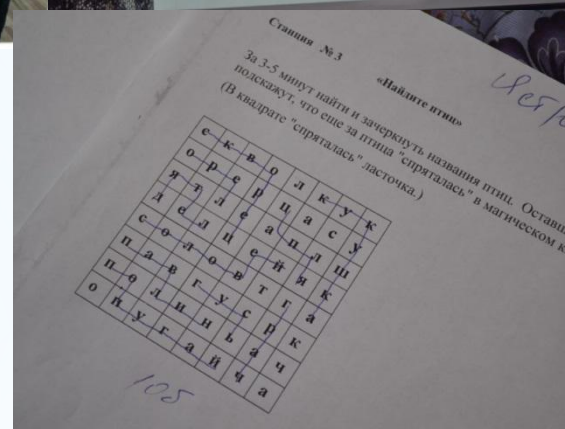 Станция № 3
«Найдите птиц»
За 3-5 минут найти и зачеркнуть названия птиц. Оставш
подскажут, что еще за птица "спряталась" в магическом к
(В квадрате "спряталась" ласточка.)
е к в о л к у к
о р е р ц а с у
я т л е а п л ш
д е л ц е й я к
с о л о в т г а
п а в г у с р к
п о л и н ь а ч
о п у г а й ч а
105